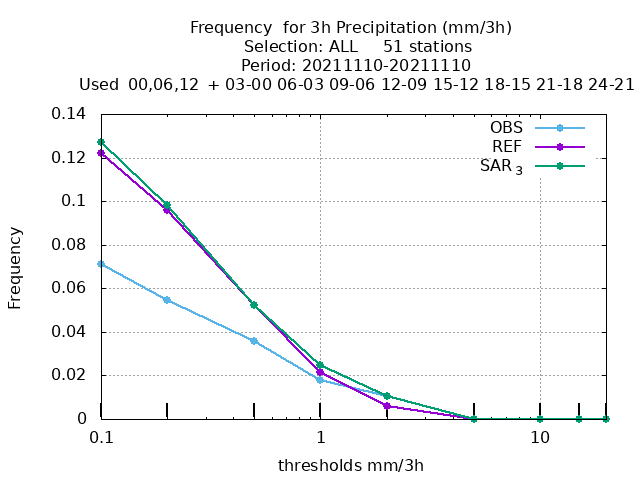 Frequency  for 3h Precipitation (mm/3h)
Selection: ALL     51 stations
Period: 20211110-20211110
Used  00,06,12  + 03-00 06-03 09-06 12-09 15-12 18-15 21-18 24-21
0.14
0.12
0.1
0.08
0.06
0.04
0.02
0
Frequency
OBS
REF
SAR 3
0.1 1 10
thresholds mm/3h